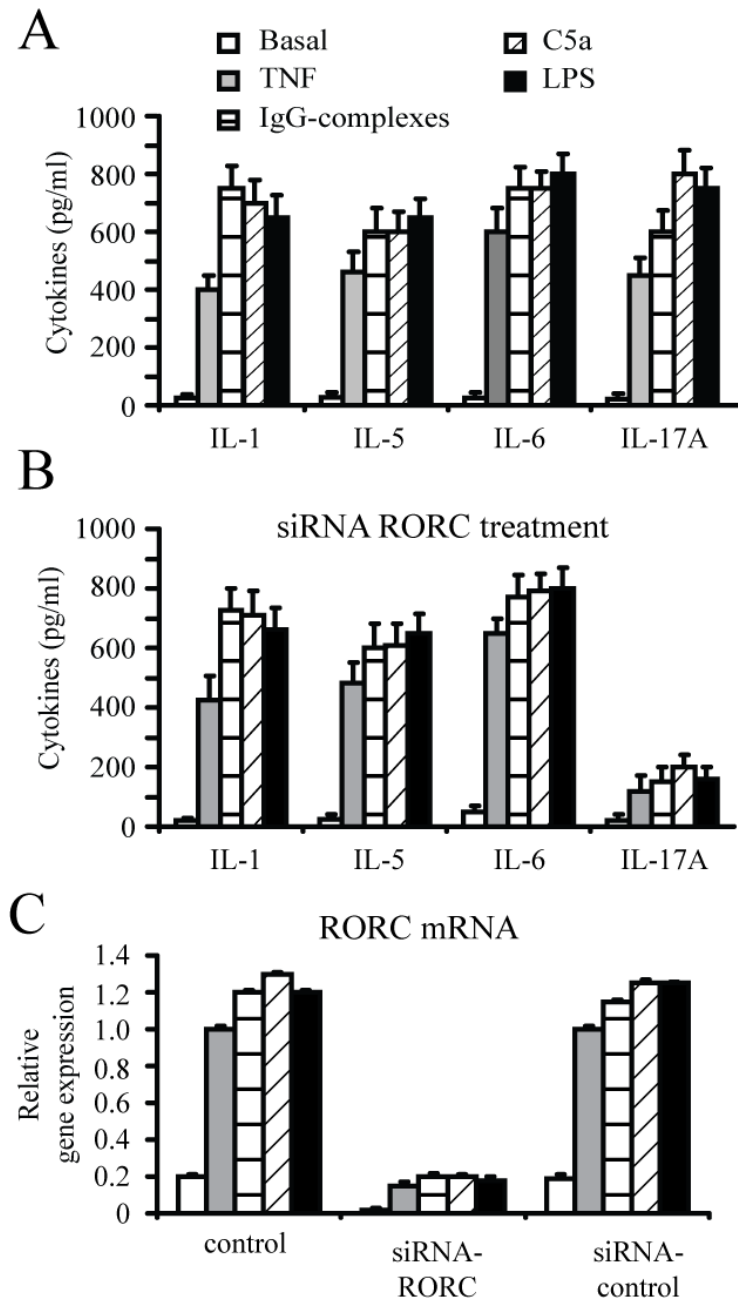 A
Basal
C5a
TNF
LPS
IgG-complexes
Cytokines (pg/ml)
1000
800
600
400
200
0
IL-1 IL-5 IL-6 IL-17A
B
siRNA RORC treatment
Cytokines (pg/ml)
1000
800
600
400
200
0
IL-1 IL-5 IL-6 IL-17A
C
RORC mRNA
Relative
gene expression
1.4
1.2
1.0
0.8
0.6
0.4
0.2
0
control siRNA- siRNA-
RORC control